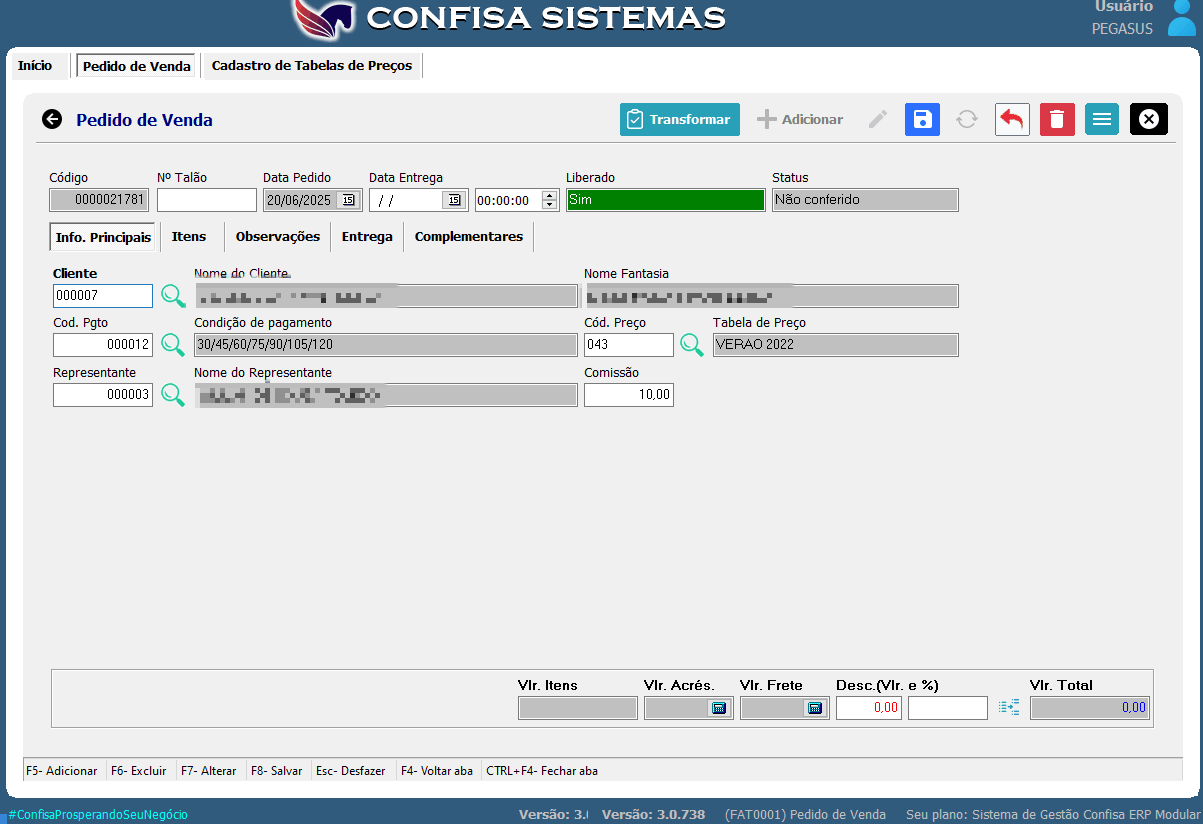 CONFISA SISTEMAS
Usuário
PEGASUS
Início Pedido de Venda Cadastro de Tabelas de Preços
Pedido de Venda Transformar Adicionar
Código Nº Talão Data Pedido Data Entrega Liberado Status
0000021781 20/06/2025 15 / / 15 00:00:00 Sim Não conferido
Info. Principais Itens Observações Entrega Complementares
Cliente Nome do Cliente Nome Fantasia
000007
Cod. Pgto Condição de pagamento Cód. Preço Tabela de Preço
000012 30/45/60/75/90/105/120 043 VERAO 2022
Representante Nome do Representante Comissão
000003 10,00
Vlr. Itens Vlr. Acrés. Vlr. Frete Desc.(Vlr. e %) Vlr. Total
0,00 0,00
F5- Adicionar F6- Excluir F7- Alterar F8- Salvar Esc- Desfazer F4- Voltar aba CTRL+F4- Fechar aba
#ConfisaProsperandoSeuNegócio Versão: 3.( Versão: 3.0.738 (FAT0001) Pedido de Venda Seu plano: Sistema de Gestão Confisa ERP Modular